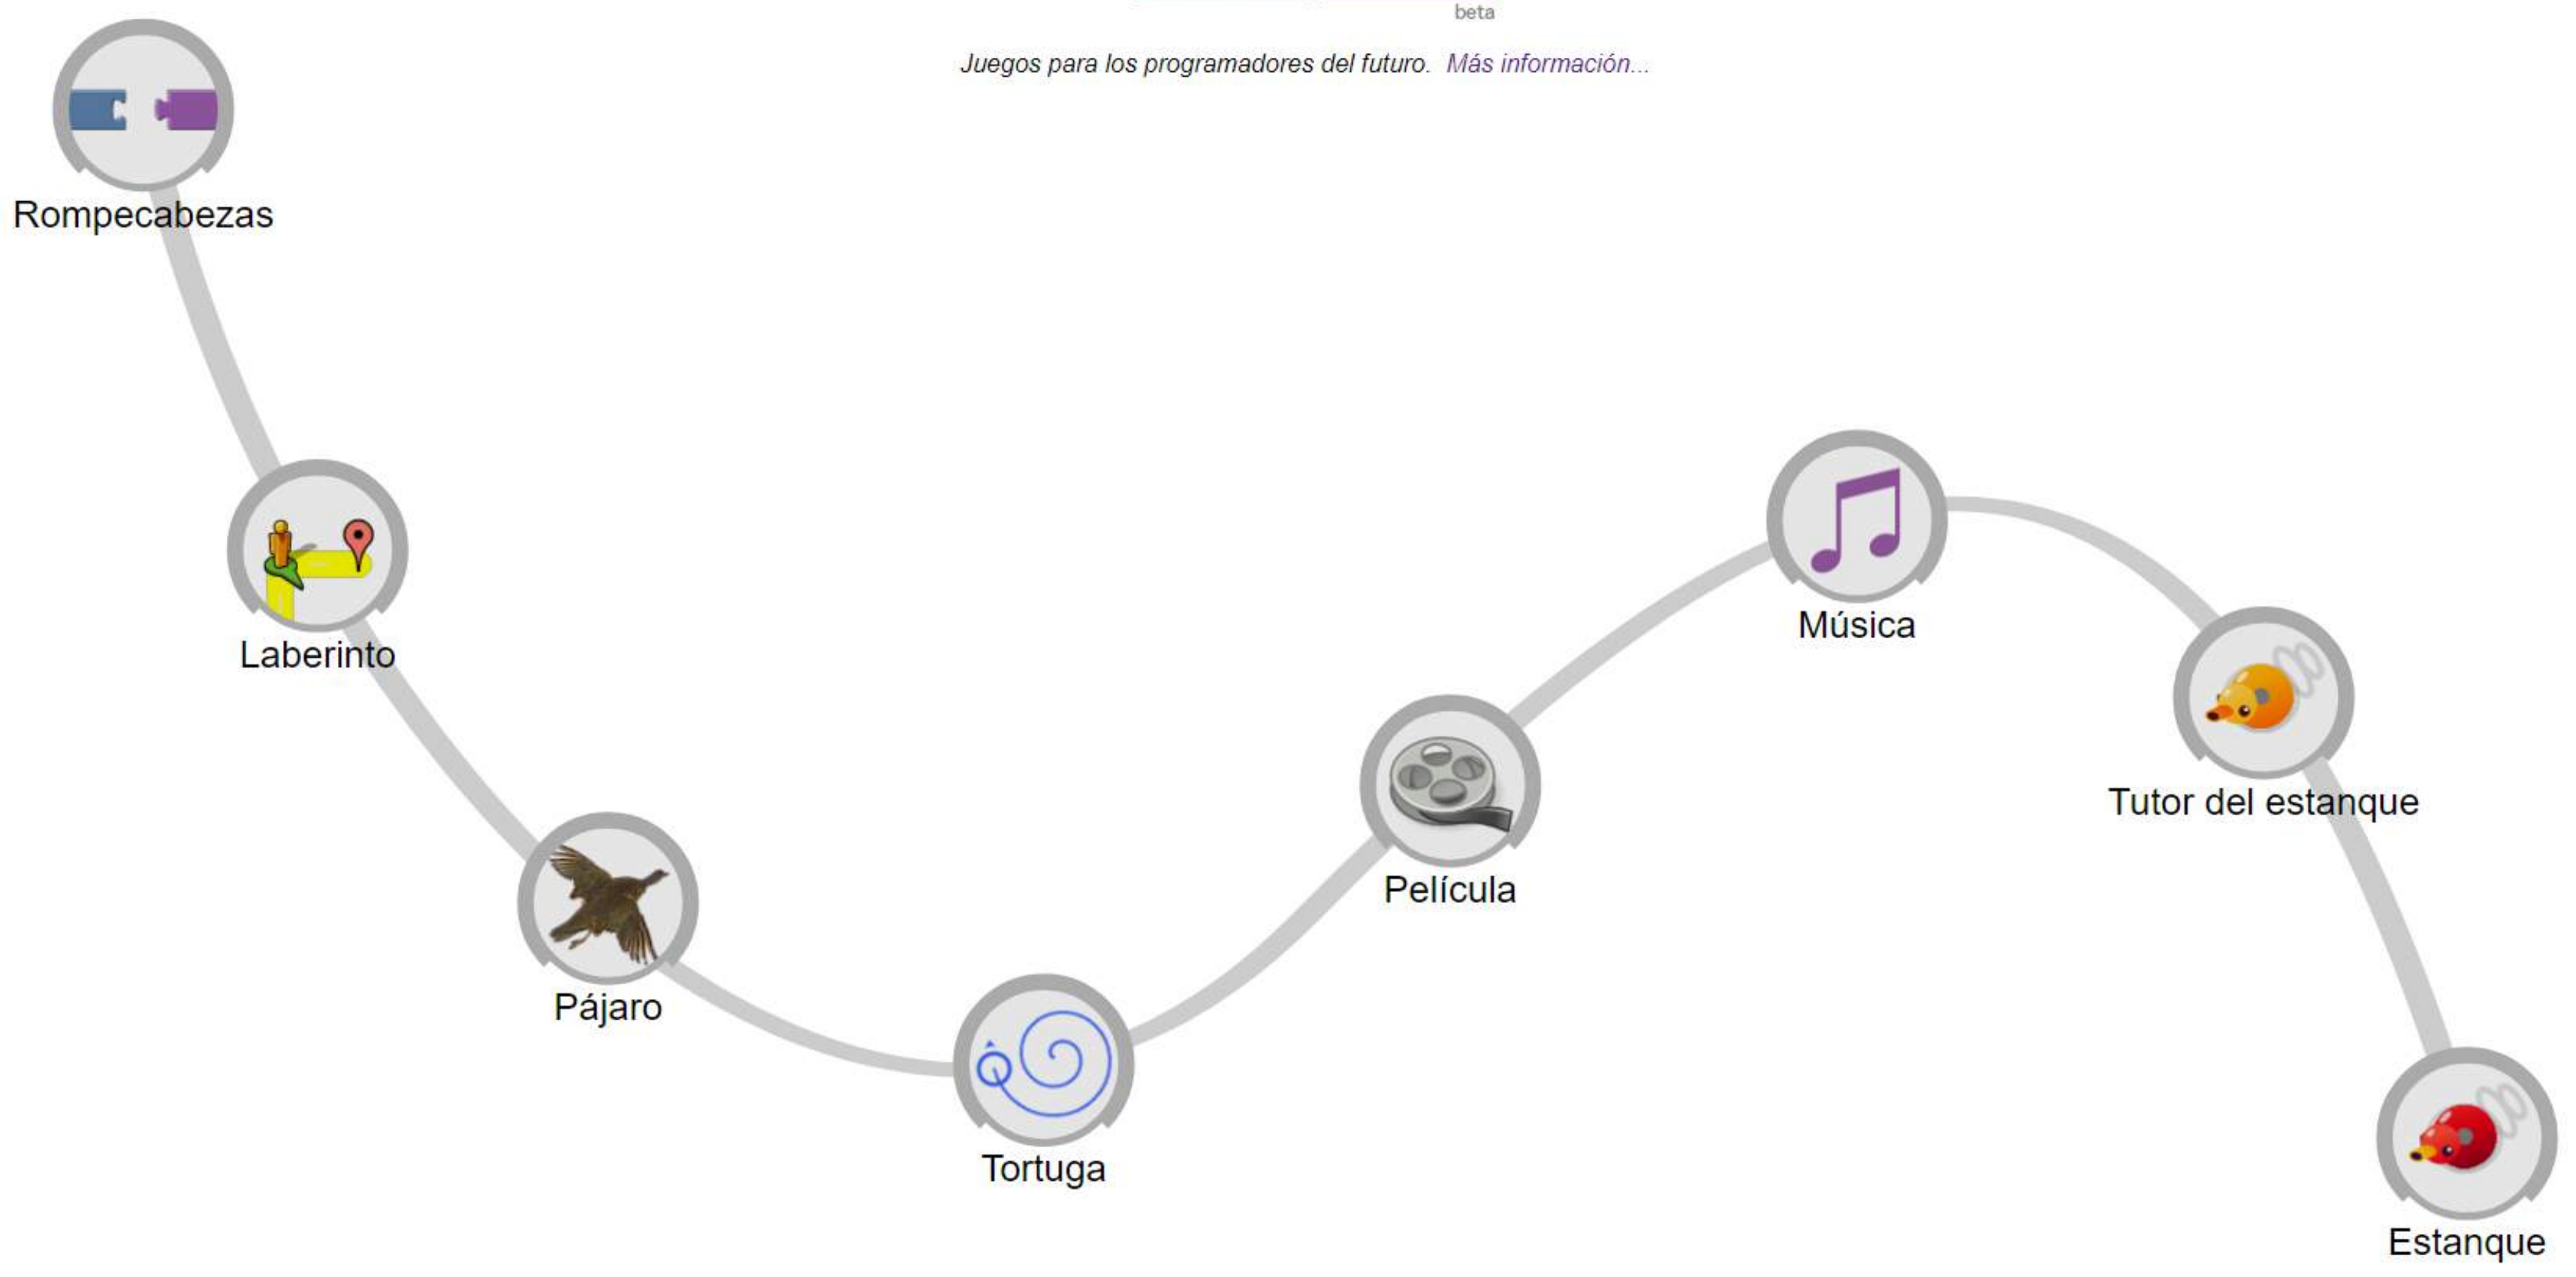 beta
Juegos para los programadores del futuro. Más información...
Rompecabezas
Laberinto
Pájaro
Tortuga
Película
Música
Tutor del estanque
Estanque